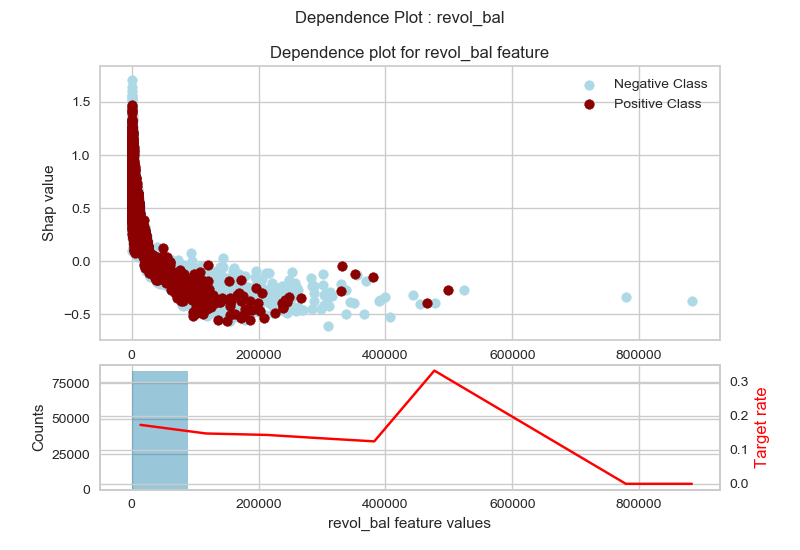 Dependence Plot : revol_bal
Dependence plot for revol_bal feature
Negative Class
Positive Class
Shap value
1.5
1.0
0.5
0.0
−0.5
0 200000 400000 600000 800000
Counts
75000
50000
25000
0
0.3
0.2
0.1
0.0
Target rate
0 200000 400000 600000 800000
revol_bal feature values